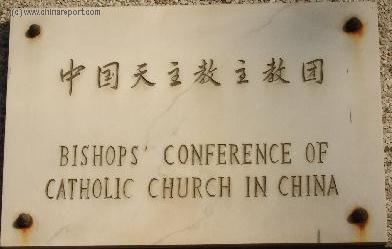 (c) www.chinareport.com
中国天主教主教团
BISHOPS' CONFERENCE OF
CATHOLIC CHURCH IN CHINA